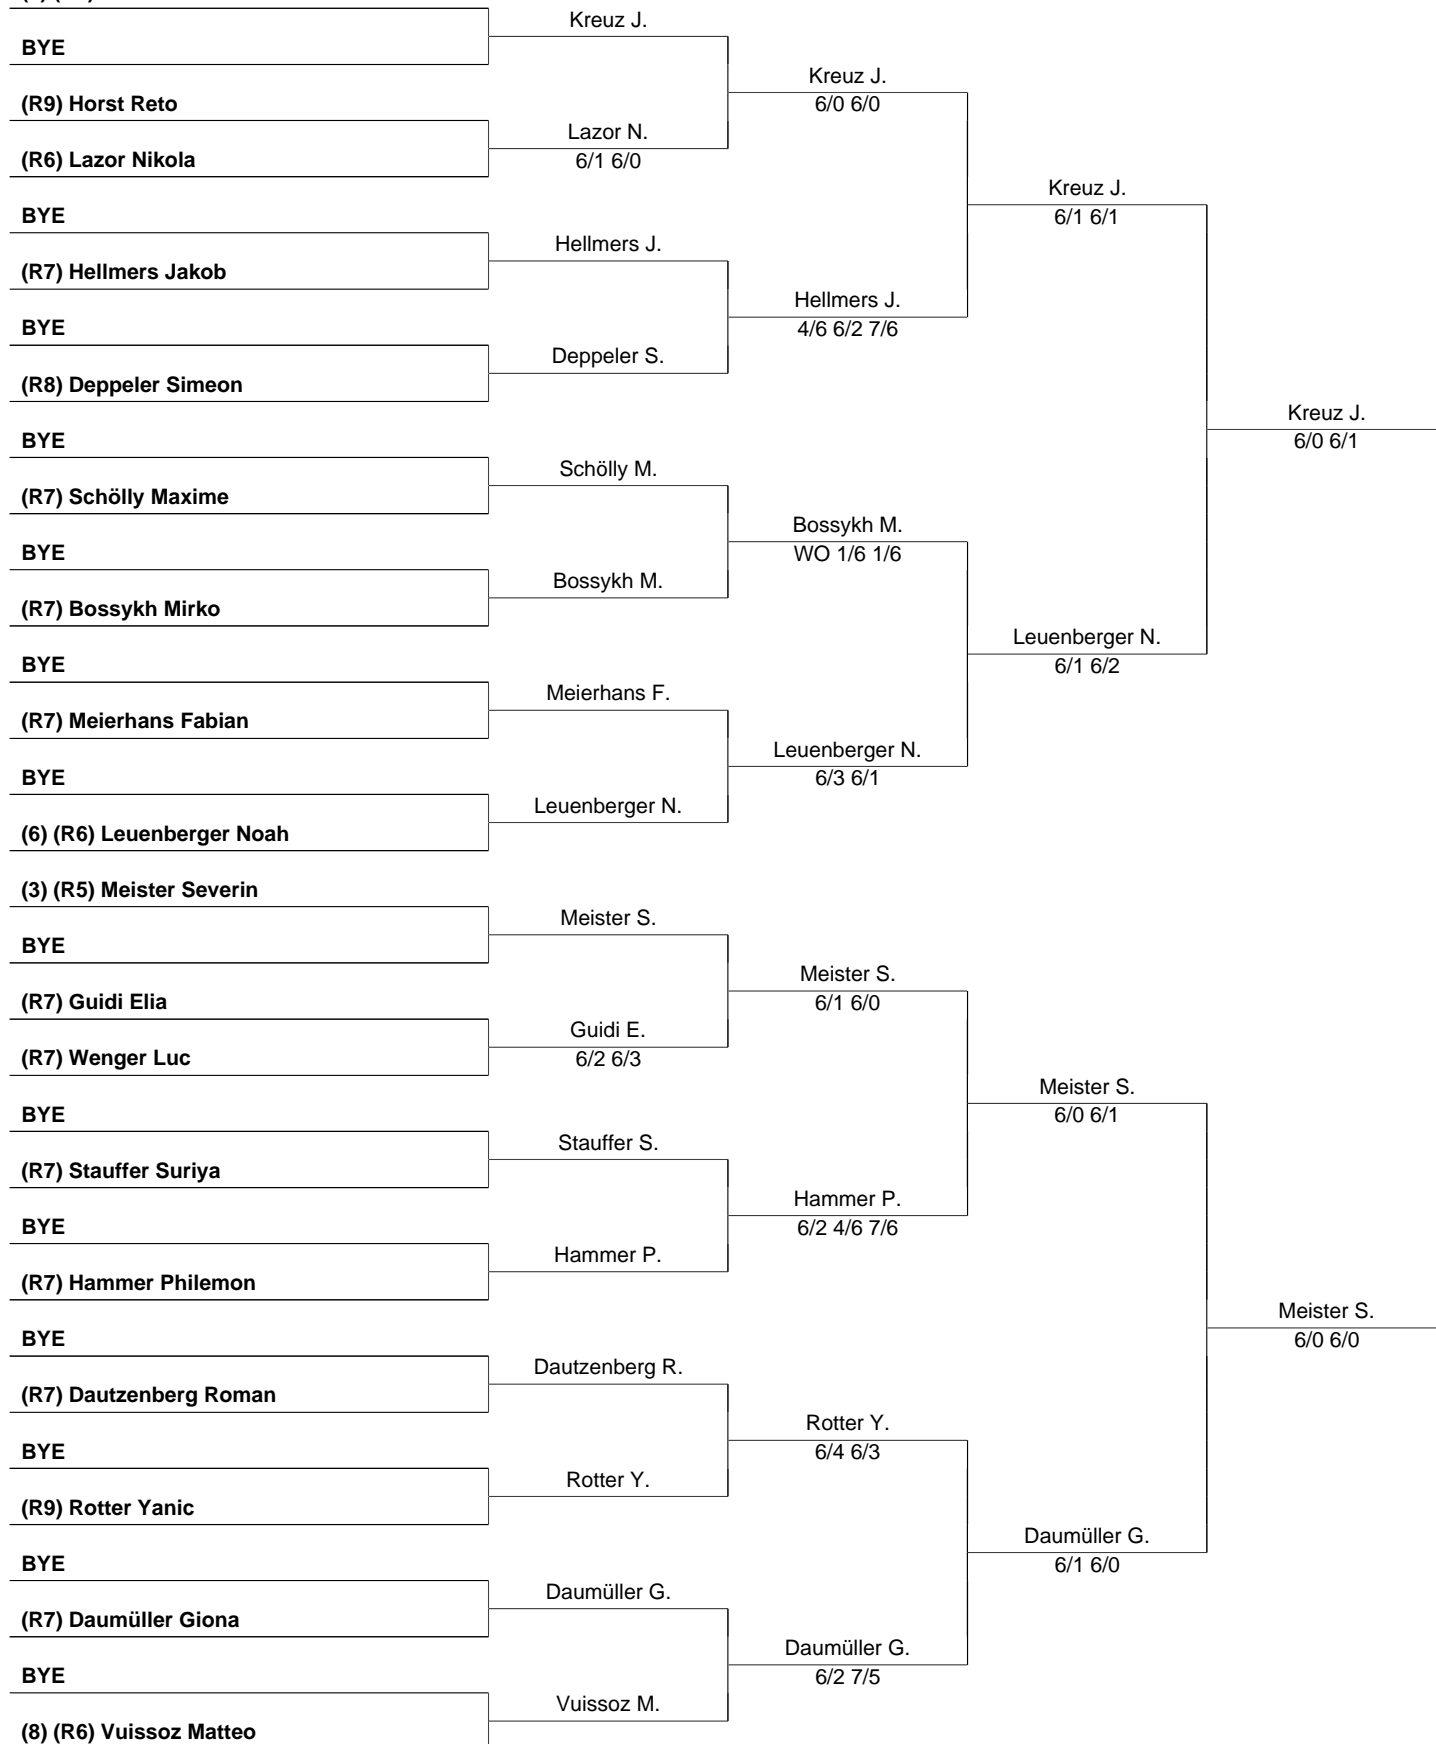 Kreuz J.
BYE
Kreuz J.
(R9) Horst Reto
6/0 6/0
Lazor N.
(R6) Lazor Nikola
6/1 6/0
Kreuz J.
BYE
6/1 6/1
Hellmers J.
(R7) Hellmers Jakob
Hellmers J.
BYE
4/6 6/2 7/6
Deppeler S.
(R8) Deppeler Simeon
Kreuz J.
BYE
6/0 6/1
Schölly M.
(R7) Schölly Maxime
Bossykh M.
BYE
WO 1/6 1/6
Bossykh M.
(R7) Bossykh Mirko
Leuenberger N.
BYE
6/1 6/2
Meierhans F.
(R7) Meierhans Fabian
Leuenberger N.
BYE
6/3 6/1
Leuenberger N.
(6) (R6) Leuenberger Noah
(3) (R5) Meister Severin
Meister S.
BYE
Meister S.
(R7) Guidi Elia
6/1 6/0
Guidi E.
(R7) Wenger Luc
6/2 6/3
Meister S.
BYE
6/0 6/1
Stauffer S.
(R7) Stauffer Suriya
Hammer P.
BYE
6/2 4/6 7/6
Hammer P.
(R7) Hammer Philemon
Meister S.
BYE
6/0 6/0
Dautzenberg R.
(R7) Dautzenberg Roman
Rotter Y.
BYE
6/4 6/3
Rotter Y.
(R9) Rotter Yanic
Daumüller G.
BYE
6/1 6/0
Daumüller G.
(R7) Daumüller Giona
Daumüller G.
BYE
6/2 7/5
Vuissoz M.
(8) (R6) Vuissoz Matteo